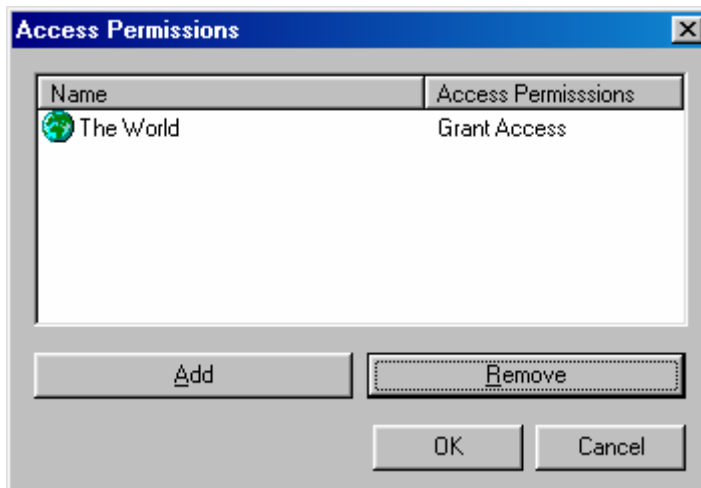 Access Permissions
Name Access Permisssions
The World Grant Access
Add Remove
OK Cancel